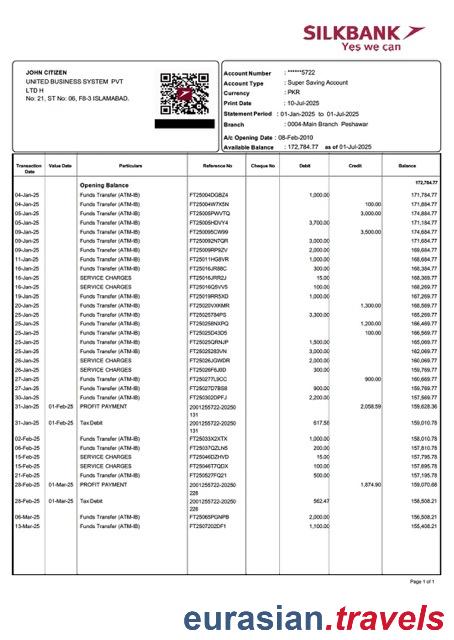 SILKBANK
Yes we can
JOHN CITIZEN
UNITED BUSINESS SYSTEM PVT
LTD H
No: 21, ST No: 06, F8-3 ISLAMABAD.
Account Number : ******5722
Account Type : Super Saving Account
Currency : PKR
Print Date : 10-Jul-2025
Statement Period : 01-Jan-2025 to 01-Jul-2025
Branch : 0004-Main Branch Peshawar
A/c Opening Date : 08-Feb-2010
Available Balance : 172,784.77 as of 01-Jul-2025
Transaction Date Value Date Particulars Reference No Cheque No Debit Credit Balance
Opening Balance 172,784.77
04-Jan-25 Funds Transfer (ATM-IB) FT25004DGBZ4 1,000.00 171,784.77
04-Jan-25 Funds Transfer (ATM-IB) FT25004W7X5N 100.00 171,884.77
05-Jan-25 Funds Transfer (ATM-IB) FT25005PWVTQ 3,000.00 174,884.77
05-Jan-25 Funds Transfer (ATM-IB) FT25005HDVY4 3,700.00 171,184.77
09-Jan-25 Funds Transfer (ATM-IB) FT250095CW99 3,500.00 174,684.77
09-Jan-25 Funds Transfer (ATM-IB) FT250092N7QR 3,000.00 171,684.77
09-Jan-25 Funds Transfer (ATM-IB) FT25009RP9ZV 2,000.00 169,684.77
11-Jan-25 Funds Transfer (ATM-IB) FT25011HG8VR 1,000.00 168,684.77
16-Jan-25 Funds Transfer (ATM-IB) FT25016JR88C 300.00 168,384.77
16-Jan-25 SERVICE CHARGES FT25016JRR2J 15.00 168,369.77
16-Jan-25 SERVICE CHARGES FT25016Q5VV5 100.00 168,269.77
19-Jan-25 Funds Transfer (ATM-IB) FT25019RR5XD 1,000.00 167,269.77
20-Jan-25 Funds Transfer (ATM-IB) FT25020VXKMR 1,300.00 168,569.77
25-Jan-25 Funds Transfer (ATM-IB) FT25025784PS 3,300.00 165,269.77
25-Jan-25 Funds Transfer (ATM-IB) FT250258NXPQ 1,200.00 166,469.77
25-Jan-25 Funds Transfer (ATM-IB) FT25025D43D5 100.00 166,569.77
25-Jan-25 Funds Transfer (ATM-IB) FT25025QRNJP 1,500.00 165,069.77
25-Jan-25 Funds Transfer (ATM-IB) FT25025283VN 3,000.00 162,069.77
26-Jan-25 SERVICE CHARGES FT25026JGWDR 2,000.00 160,069.77
26-Jan-25 SERVICE CHARGES FT25026F6J0D 300.00 159,769.77
27-Jan-25 Funds Transfer (ATM-IB) FT250277L9CC 900.00 160,669.77
27-Jan-25 Funds Transfer (ATM-IB) FT25027D7BS8 900.00 159,769.77
30-Jan-25 Funds Transfer (ATM-IB) FT250302DPFJ 2,200.00 157,569.77
31-Jan-25 01-Feb-25 PROFIT PAYMENT 2001255722-20250 2,058.59 159,628.36
131
31-Jan-25 01-Feb-25 Tax Debit 2001255722-20250 617.58 159,010.78
131
02-Feb-25 Funds Transfer (ATM-IB) FT25033X2XTX 1,000.00 158,010.78
06-Feb-25 Funds Transfer (ATM-IB) FT25037QZLN5 200.00 157,810.78
15-Feb-25 SERVICE CHARGES FT25046DZHYD 15.00 157,795.78
15-Feb-25 SERVICE CHARGES FT25046T7QDX 100.00 157,695.78
21-Feb-25 Funds Transfer (ATM-IB) FT250527FQ21 500.00 157,195.78
28-Feb-25 01-Mar-25 PROFIT PAYMENT 2001255722-20250 1,874.90 159,070.68
228
28-Feb-25 01-Mar-25 Tax Debit 2001255722-20250 562.47 158,508.21
228
06-Mar-25 Funds Transfer (ATM-IB) FT25065PGNPB 2,000.00 156,508.21
13-Mar-25 Funds Transfer (ATM-IB) FT2507202DF1 1,100.00 155,408.21
Page 1 of 1
eurasian.travels